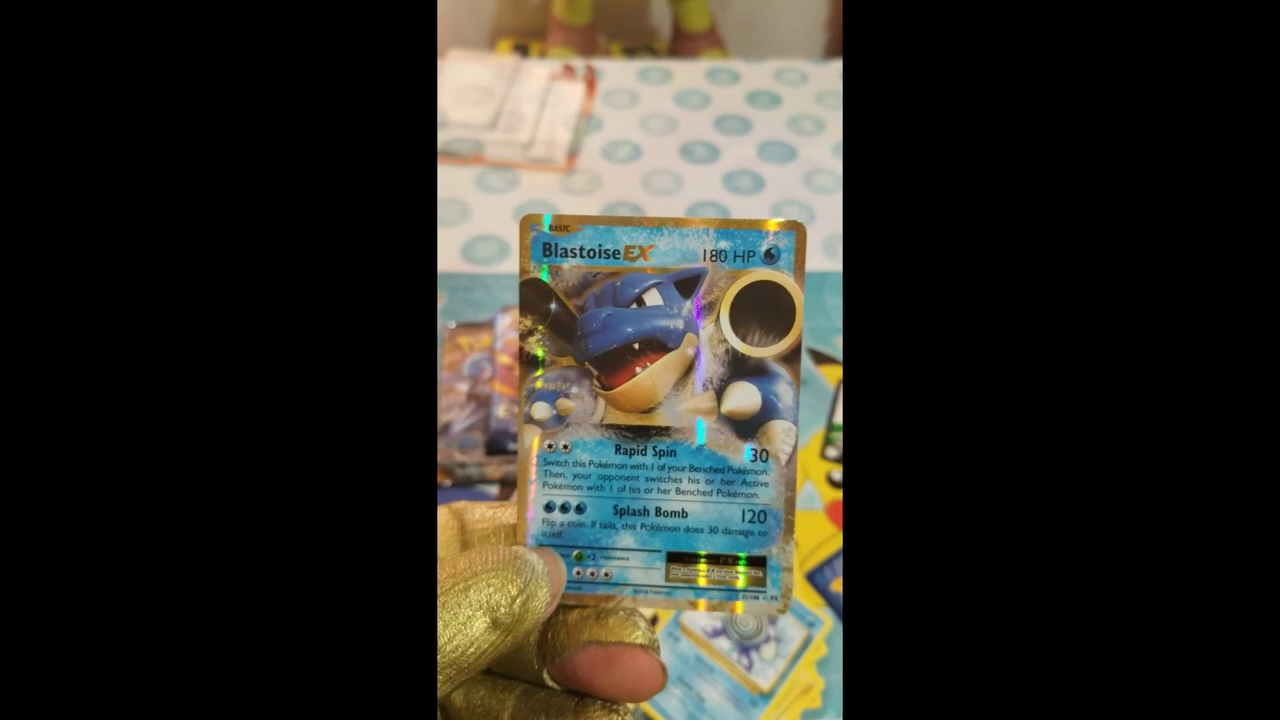 BASIC
Blastoise EX 180 HP
Rapid Spin 30
Switch this Pokémon with 1 of your Benched Pokémon.
Then, your opponent switches his or her Active
Pokémon with 1 of his or her Benched Pokémon.
Splash Bomb 120
Flip a coin. If tails, this Pokémon does 30 damage to
itself.
×2 resistance